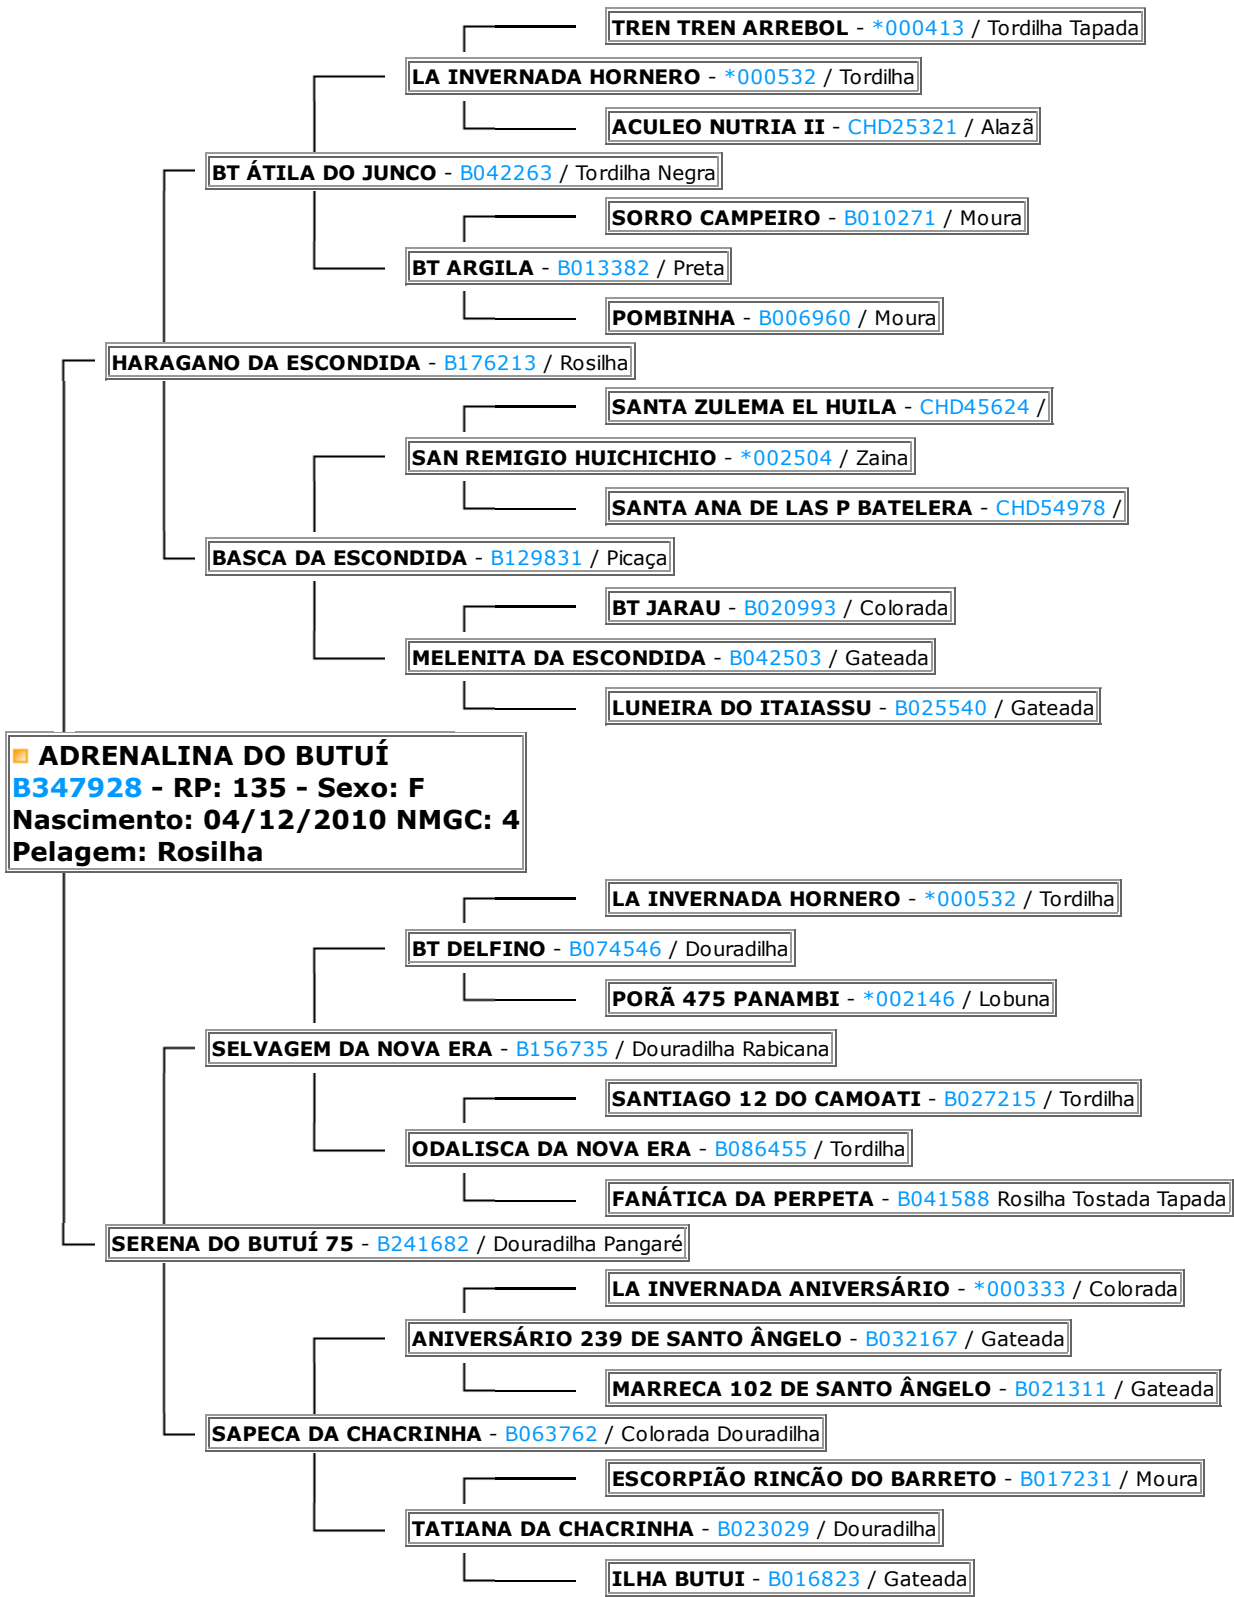 TREN TREN ARREBOL - *000413 / Tordilha Tapada
LA INVERNADA HORNERO - *000532 / Tordilha
ACULEO NUTRIA II - CHD25321 / Alazã
BT ÁTILA DO JUNCO - B042263 / Tordilha Negra
SORRO CAMPEIRO - B010271 / Moura
BT ARGILA - B013382 / Preta
POMBINHA - B006960 / Moura
HARAGANO DA ESCONDIDA - B176213 / Rosilha
SANTA ZULEMA EL HUILA - CHD45624 /
SAN REMIGIO HUICHICHIO - *002504 / Zaina
SANTA ANA DE LAS P BATELERA - CHD54978 /
BASCA DA ESCONDIDA - B129831 / Picaça
BT JARAU - B020993 / Colorada
MELENITA DA ESCONDIDA - B042503 / Gateada
LUNEIRA DO ITAIASSU - B025540 / Gateada
ADRENALINA DO BUTUÍ
B347928 - RP: 135 - Sexo: F
Nascimento: 04/12/2010 NMGC: 4
Pelagem: Rosilha
LA INVERNADA HORNERO - *000532 / Tordilha
BT DELFINO - B074546 / Douradilha
PORÃ 475 PANAMBI - *002146 / Lobuna
SELVAGEM DA NOVA ERA - B156735 / Douradilha Rabicana
SANTIAGO 12 DO CAMOATI - B027215 / Tordilha
ODALISCA DA NOVA ERA - B086455 / Tordilha
FANÁTICA DA PERPETA - B041588 Rosilha Tostada Tapada
SERENA DO BUTUÍ 75 - B241682 / Douradilha Pangaré
LA INVERNADA ANIVERSÁRIO - *000333 / Colorada
ANIVERSÁRIO 239 DE SANTO ÂNGELO - B032167 / Gateada
MARRECA 102 DE SANTO ÂNGELO - B021311 / Gateada
SAPECA DA CHACRINHA - B063762 / Colorada Douradilha
ESCORPIÃO RINCÃO DO BARRETO - B017231 / Moura
TATIANA DA CHACRINHA - B023029 / Douradilha
ILHA BUTUI - B016823 / Gateada